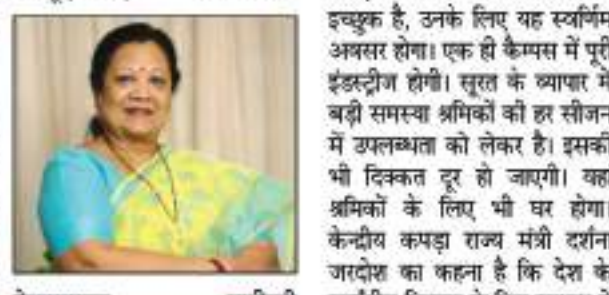 इच्छुक है, उनके लिए यह स्वर्णिम
अवसर होगा। एक ही कैम्पस में पूरी
इंडस्ट्रीज होगी। सूरत के व्यापार में
बड़ी समस्या श्रमिकों की हर सीजन
में उपलब्धता को लेकर है। इसकी
भी दिक्कत दूर हो जाएगी। यह
श्रमिकों के लिए भी घर होगा।
केन्द्रीय कपड़ा राज्य मंत्री दर्शना
जरदोश का कहना है कि देश के